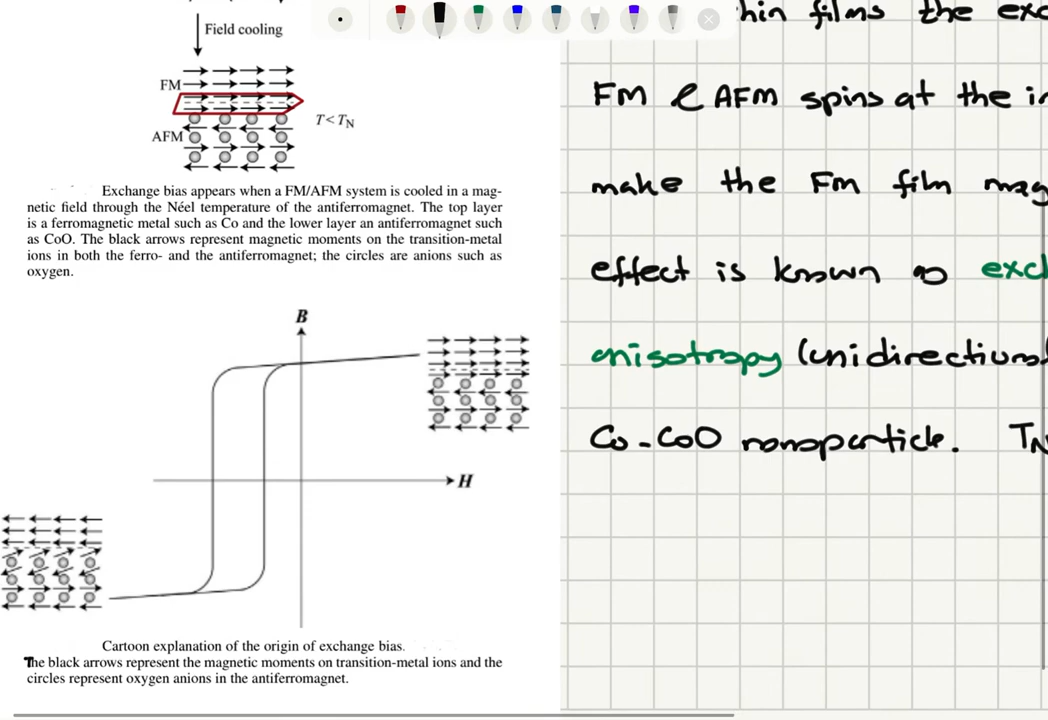 Field cooling
FM
T < TN
AFM
Exchange bias appears when a FM/AFM system is cooled in a mag-
netic field through the Néel temperature of the antiferromagnet. The top layer
is a ferromagnetic metal such as Co and the lower layer an antiferromagnet such
as CoO. The black arrows represent magnetic moments on the transition-metal
ions in both the ferro- and the antiferromagnet; the circles are anions such as
oxygen.
B
H
Cartoon explanation of the origin of exchange bias.
The black arrows represent the magnetic moments on transition-metal ions and the
circles represent oxygen anions in the antiferromagnet.
films the
FM & AFM spins at the
make the FM film
effect is known as
anisotropy (unidirectional
Co-CoO nanoparticle. TN